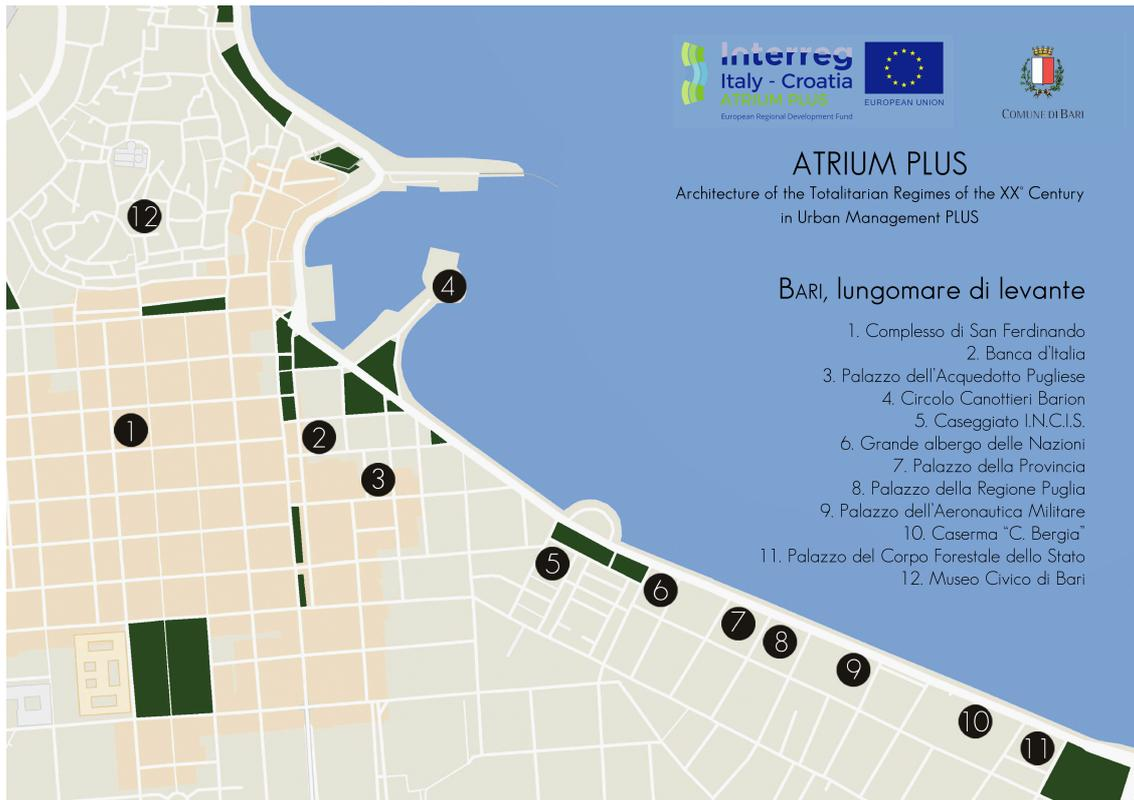 Interreg
Italy - Croatia
ATRIUM PLUS
European Regional Development Fund
EUROPEAN UNION
COMUNE DI BARI
ATRIUM PLUS
Architecture of the Totalitarian Regimes of the XX° Century
in Urban Management PLUS
BARI, lungomare di levante
1. Complesso di San Ferdinando
2. Banca d'Italia
3. Palazzo dell'Acquedotto Pugliese
4. Circolo Canottieri Barion
5. Caseggiato I.N.C.I.S.
6. Grande albergo delle Nazioni
7. Palazzo della Provincia
8. Palazzo della Regione Puglia
9. Palazzo dell'Aeronautica Militare
10. Caserma "C. Bergia"
11. Palazzo del Corpo Forestale dello Stato
12. Museo Civico di Bari
12
4
1
2
3
5
6
7
8
9
10
11